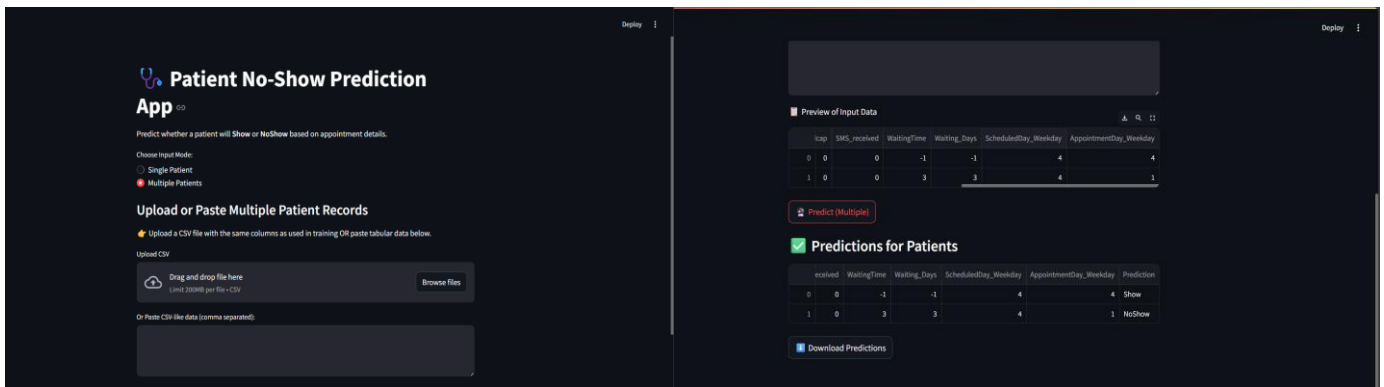 Deploy
Patient No-Show Prediction
App
Predict whether a patient will Show or NoShow based on appointment details.
Choose Input Mode:
Single Patient
Multiple Patients
Upload or Paste Multiple Patient Records
Upload a CSV file with the same columns as used in training OR paste tabular data below.
Upload CSV
Drag and drop file here
Limit 200MB per file • CSV
Browse files
Or Paste CSV-like data (comma separated):
Deploy
Preview of Input Data
icap SMS_received WaitingTime Waiting_Days ScheduledDay_Weekday AppointmentDay_Weekday
0 0 0 -1 -1 4 4
1 0 0 3 3 4 1
Predict (Multiple)
Predictions for Patients
eceived WaitingTime Waiting_Days ScheduledDay_Weekday AppointmentDay_Weekday Prediction
0 0 -1 -1 4 4 Show
1 0 3 3 4 1 NoShow
Download Predictions